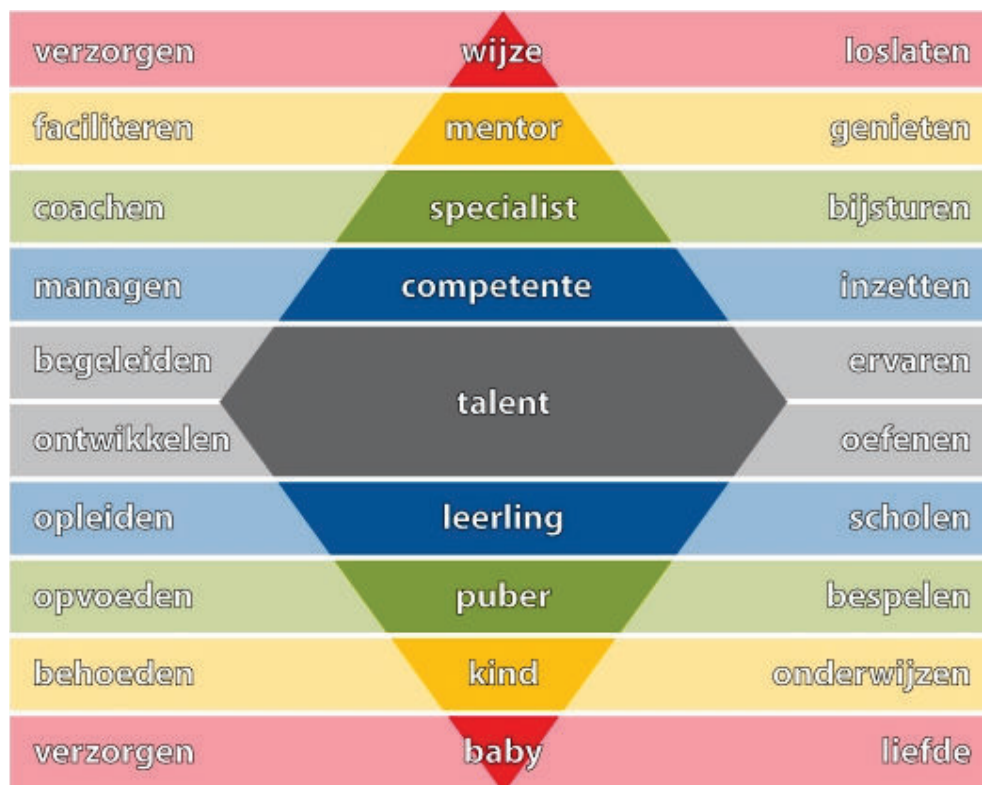 verzorgen wijze loslaten
faciliteren mentor genieten
coachen specialist bijsturen
managen competente inzetten
begeleiden ervaren
talent
ontwikkelen oefenen
opleiden leerling scholen
opvoeden puber bespelen
behoeden kind onderwijzen
verzorgen baby liefde